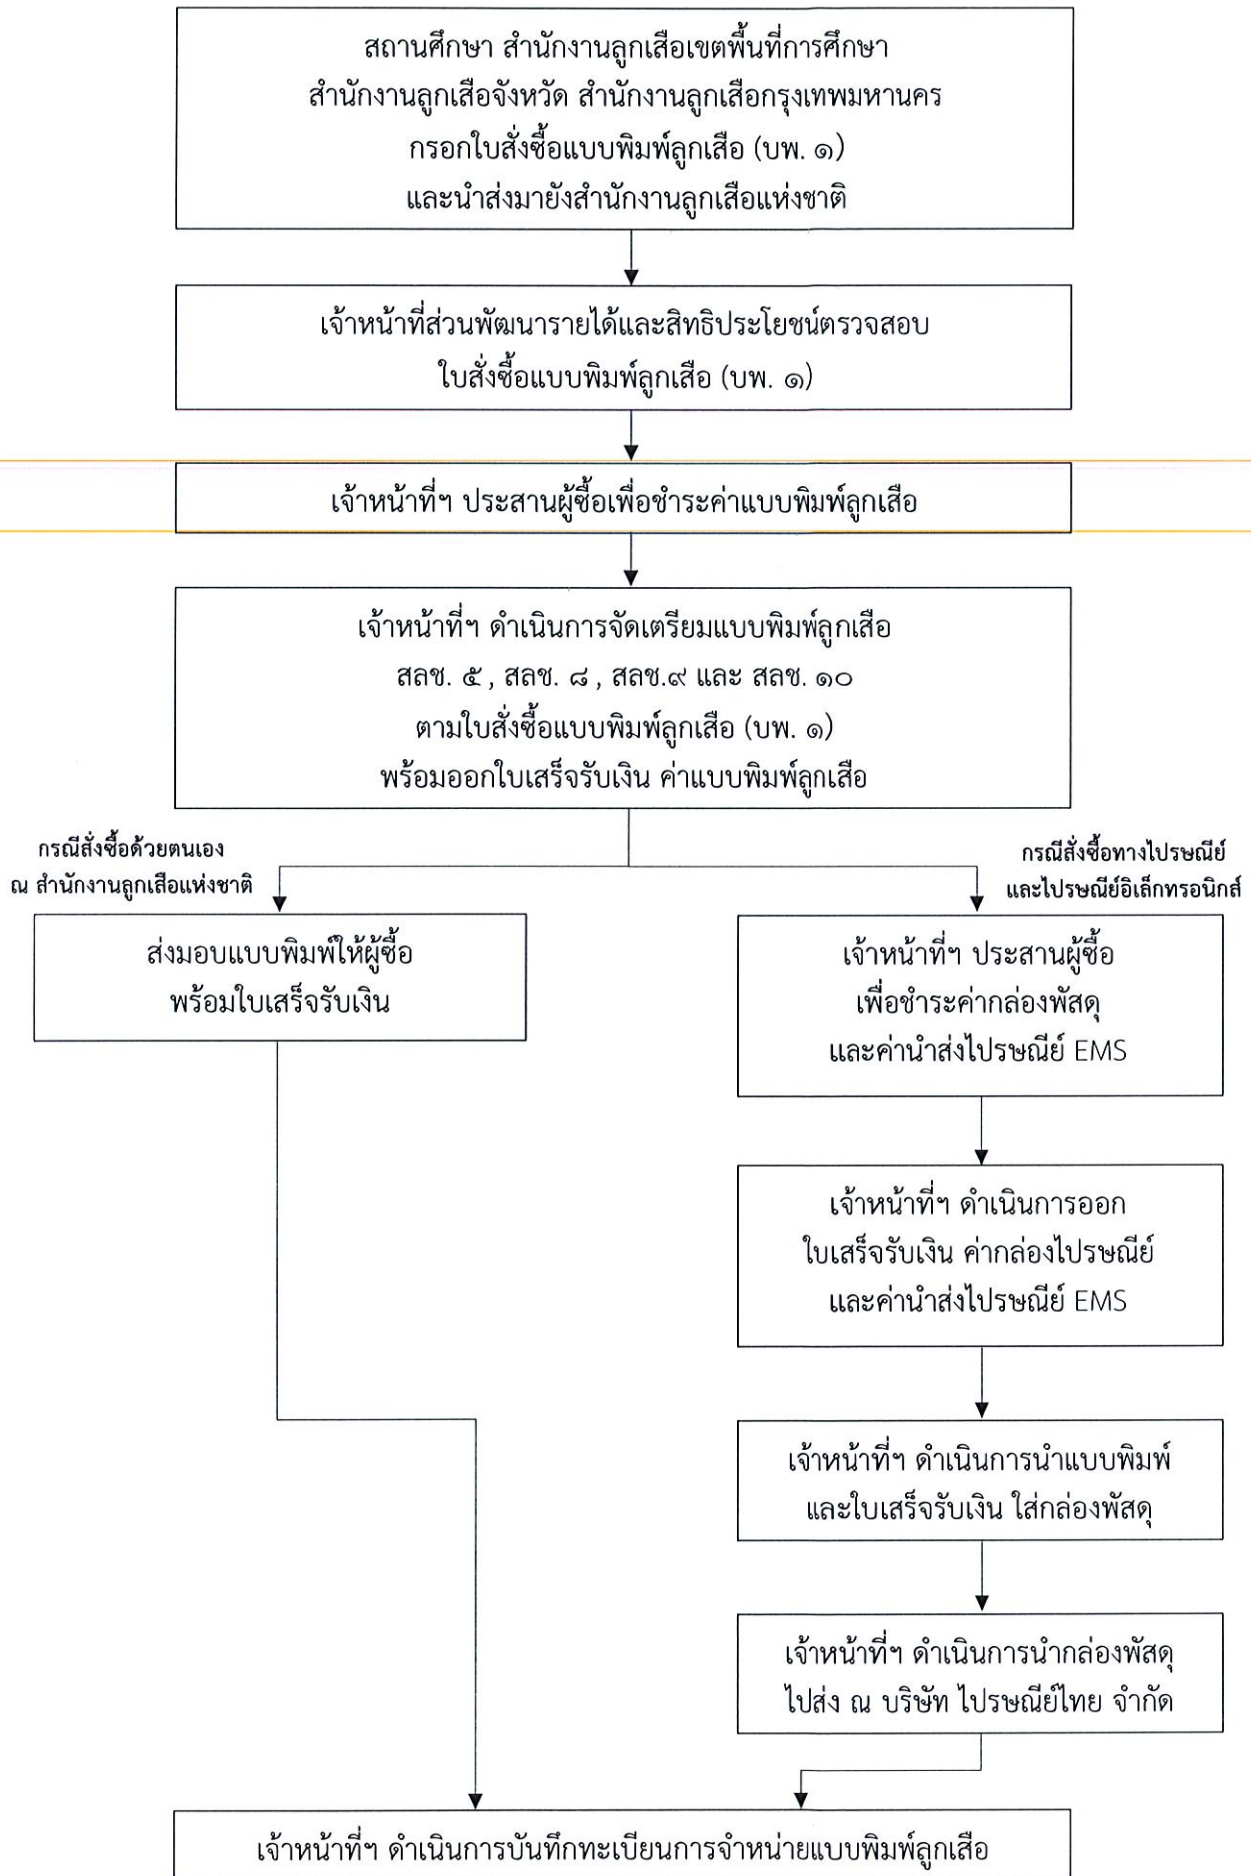 สถานศึกษา สำนักงานลูกเสือเขตพื้นที่การศึกษา
สำนักงานลูกเสือจังหวัด สำนักงานลูกเสือกรุงเทพมหานคร
กรอกใบสั่งซื้อแบบพิมพ์ลูกเสือ (บพ. ๑)
และนำส่งมายังสำนักงานลูกเสือแห่งชาติ
เจ้าหน้าที่ส่วนพัฒนารายได้และสิทธิประโยชน์ตรวจสอบ
ใบสั่งซื้อแบบพิมพ์ลูกเสือ (บพ. ๑)
เจ้าหน้าที่ฯ ประสานผู้ซื้อเพื่อชำระค่าแบบพิมพ์ลูกเสือ
เจ้าหน้าที่ฯ ดำเนินการจัดเตรียมแบบพิมพ์ลูกเสือ
สลช. ๕ , สลช. ๘ , สลช.๙ และ สลช. ๑๐
ตามใบสั่งซื้อแบบพิมพ์ลูกเสือ (บพ. ๑)
พร้อมออกใบเสร็จรับเงิน ค่าแบบพิมพ์ลูกเสือ
กรณีสั่งซื้อด้วยตนเอง
ณ สำนักงานลูกเสือแห่งชาติ
ส่งมอบแบบพิมพ์ให้ผู้ซื้อ
พร้อมใบเสร็จรับเงิน
กรณีสั่งซื้อทางไปรษณีย์
และไปรษณีย์อิเล็กทรอนิกส์
เจ้าหน้าที่ฯ ประสานผู้ซื้อ
เพื่อชำระค่ากล่องพัสดุ
และค่านำส่งไปรษณีย์ EMS
เจ้าหน้าที่ฯ ดำเนินการออก
ใบเสร็จรับเงิน ค่ากล่องไปรษณีย์
และค่านำส่งไปรษณีย์ EMS
เจ้าหน้าที่ฯ ดำเนินการนำแบบพิมพ์
และใบเสร็จรับเงิน ใส่กล่องพัสดุ
เจ้าหน้าที่ฯ ดำเนินการนำกล่องพัสดุ
ไปส่ง ณ บริษัท ไปรษณีย์ไทย จำกัด
เจ้าหน้าที่ฯ ดำเนินการบันทึกทะเบียนการจำหน่ายแบบพิมพ์ลูกเสือ